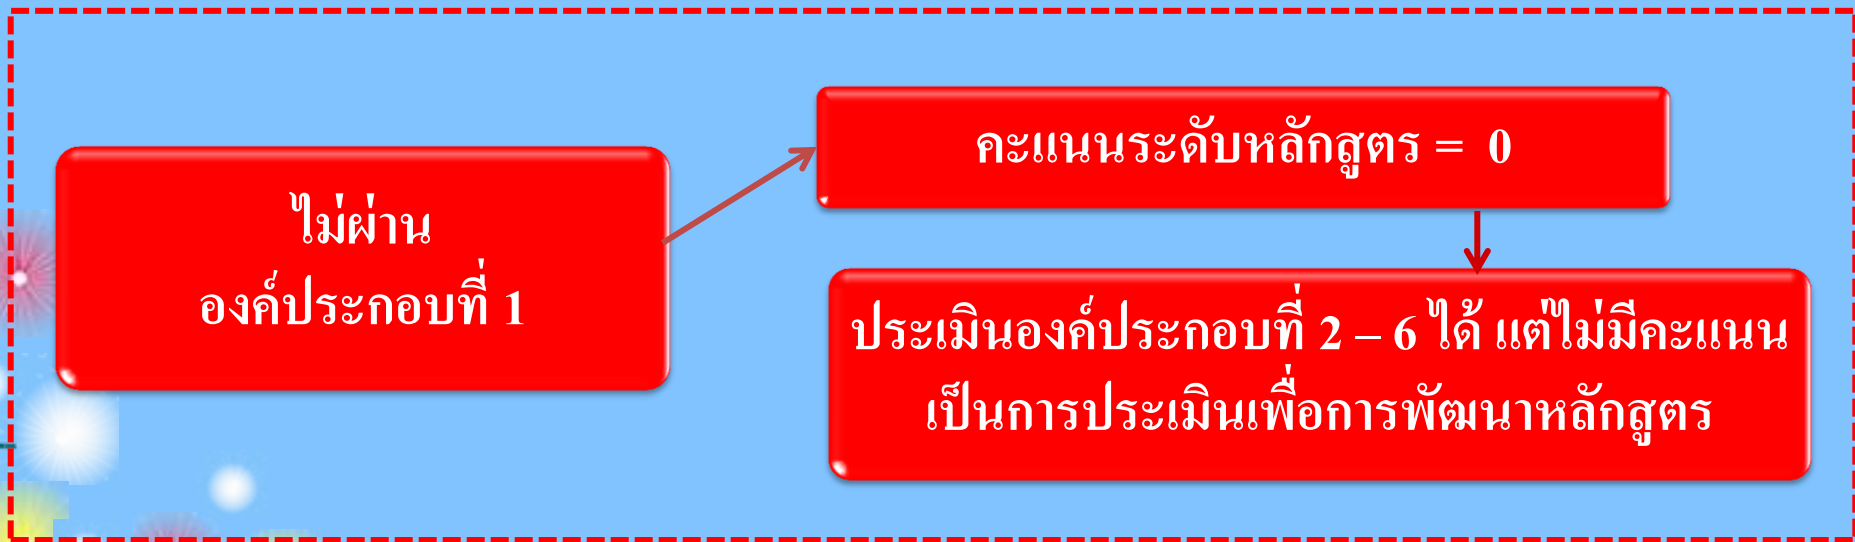 ไม่ผ่าน
องค์ประกอบที่ 1
คะแนนระดับหลักสูตร = 0
ประเมินองค์ประกอบที่ 2 – 6 ได้ แต่ไม่มีคะแนน
เป็นการประเมินเพื่อการพัฒนาหลักสูตร